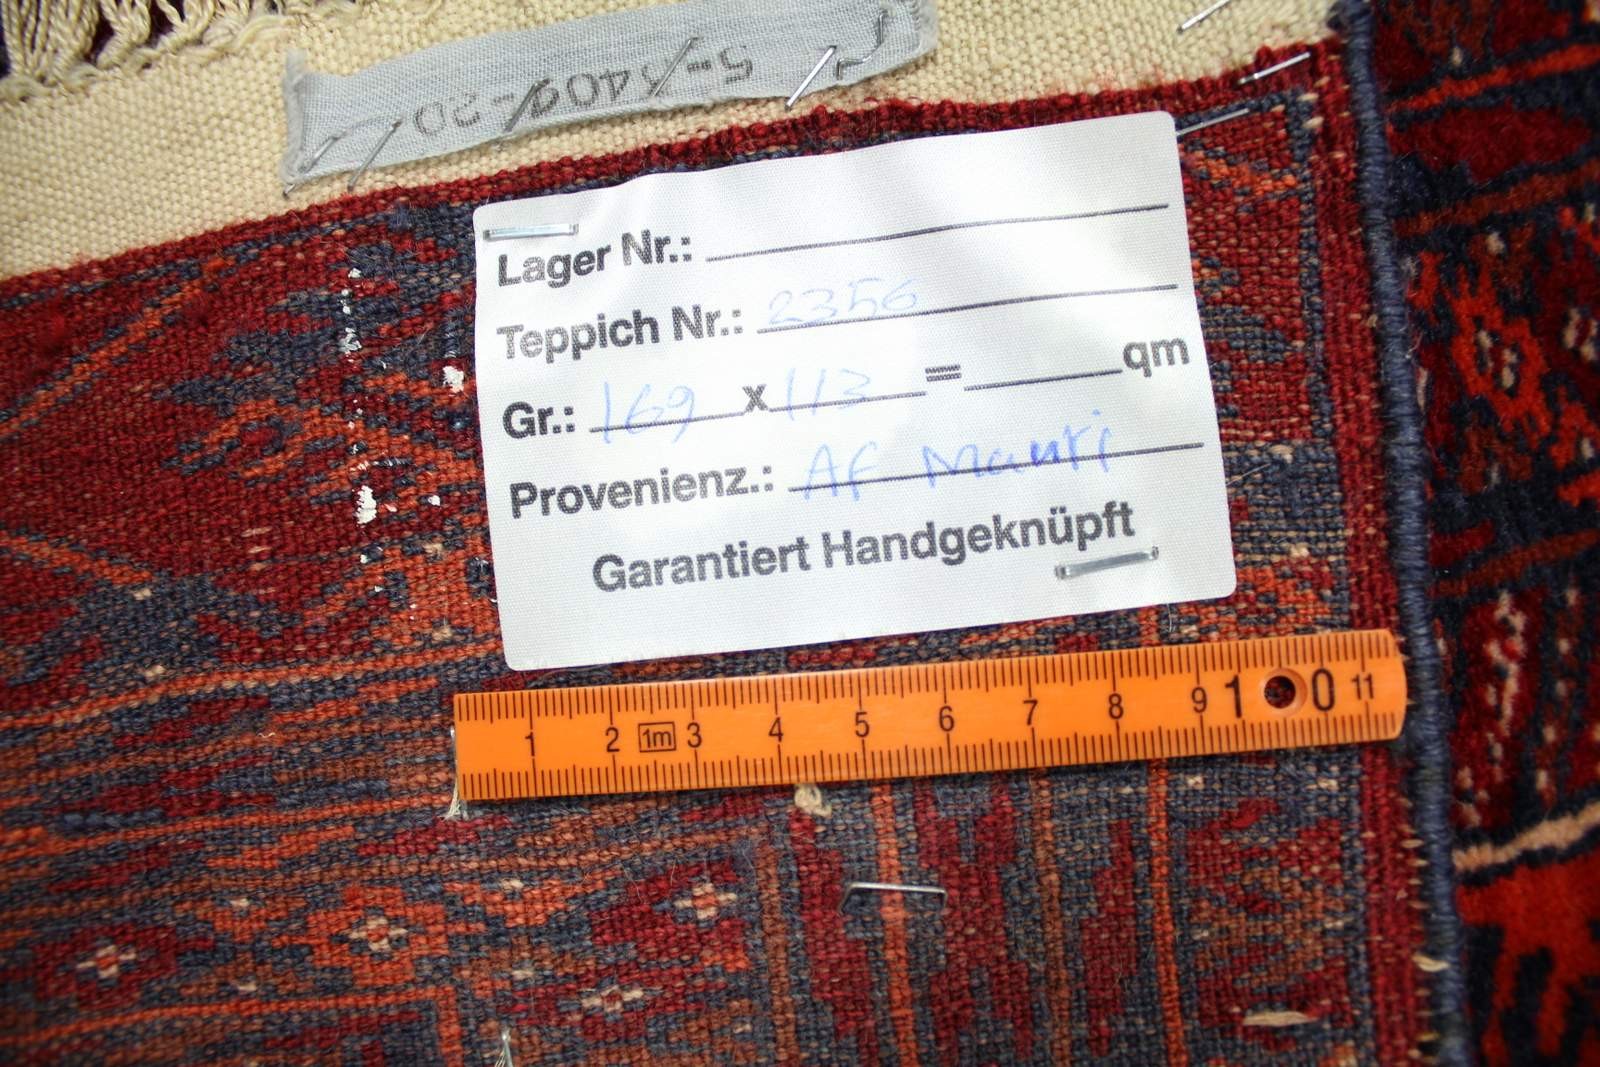 5-3409-20
Lager Nr.:
Teppich Nr.: 2356
Gr.: 169 x 113 = qm
Provenienz.: Af Mauri
Garantiert Handgeknüpft
1 2 1m 3 4 5 6 7 8 9 10 11